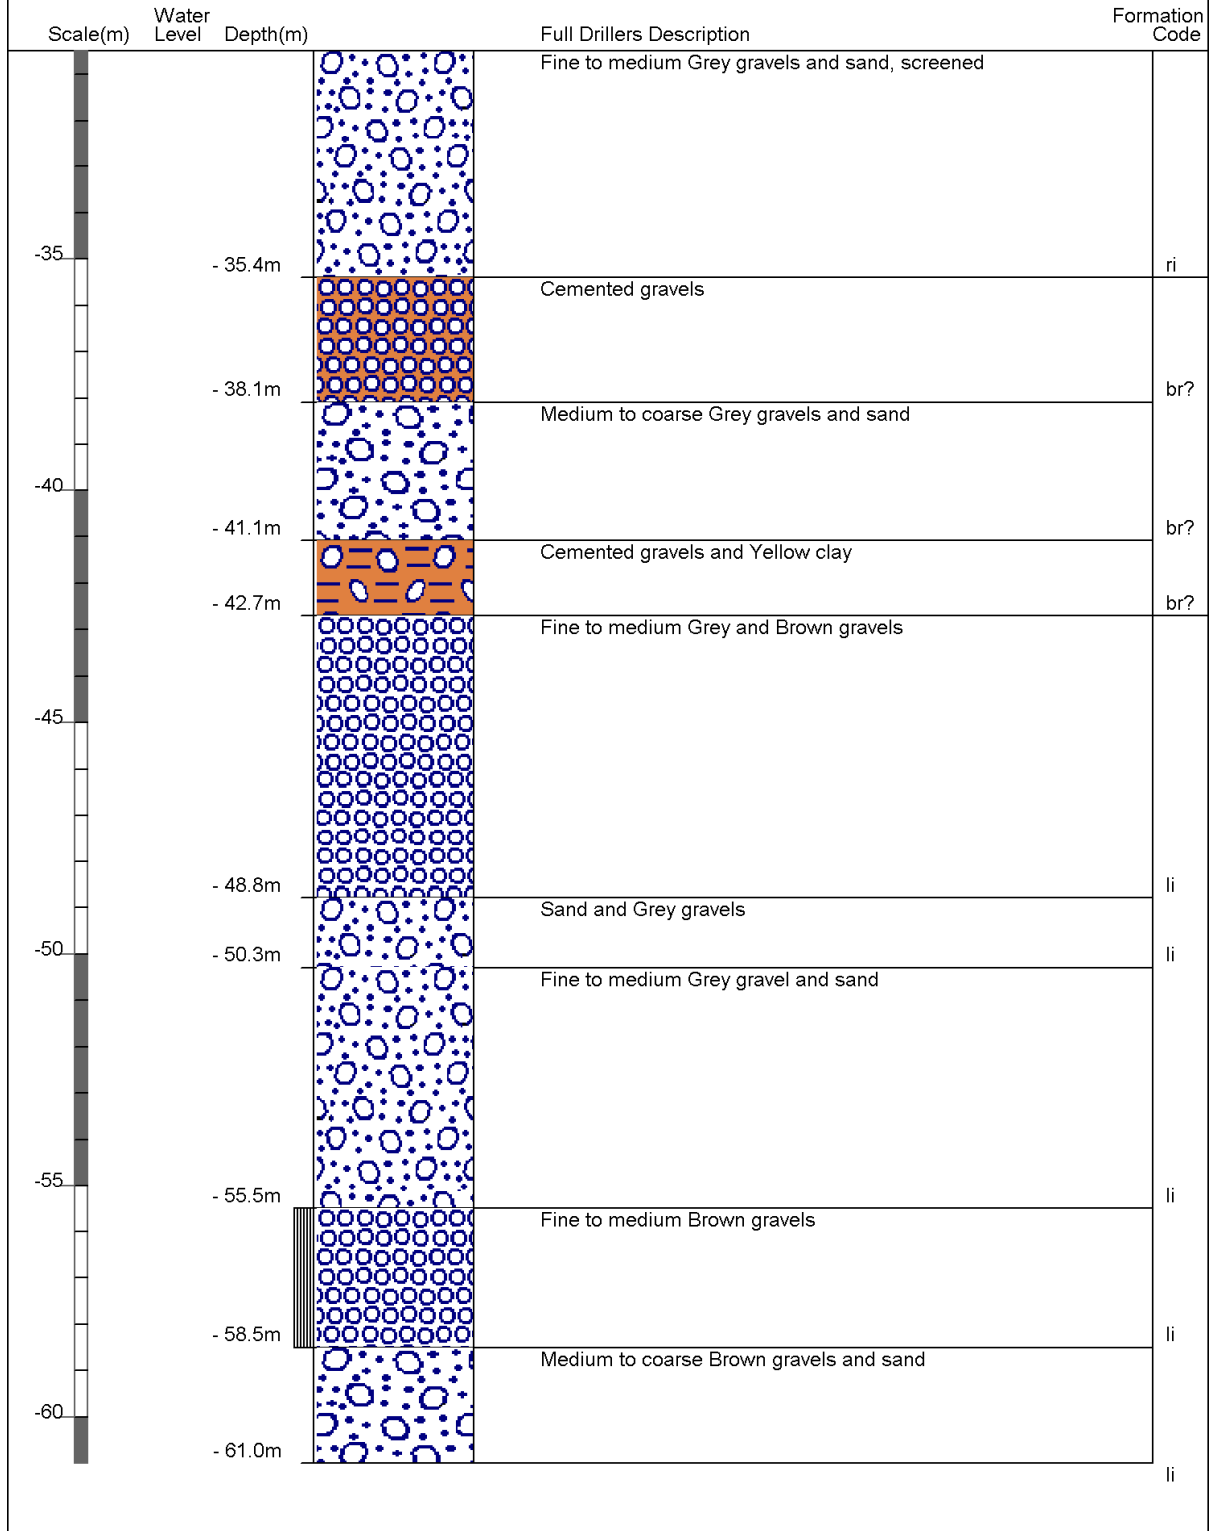 Scale(m) Water Level Depth(m) Full Drillers Description Formation Code
Fine to medium Grey gravels and sand, screened
-35 - 35.4m ri
Cemented gravels
- 38.1m br?
Medium to coarse Grey gravels and sand
-40
- 41.1m br?
Cemented gravels and Yellow clay
- 42.7m br?
Fine to medium Grey and Brown gravels
-45
- 48.8m li
Sand and Grey gravels
-50 - 50.3m li
Fine to medium Grey gravel and sand
-55 - 55.5m li
Fine to medium Brown gravels
- 58.5m li
Medium to coarse Brown gravels and sand
-60
- 61.0m
li